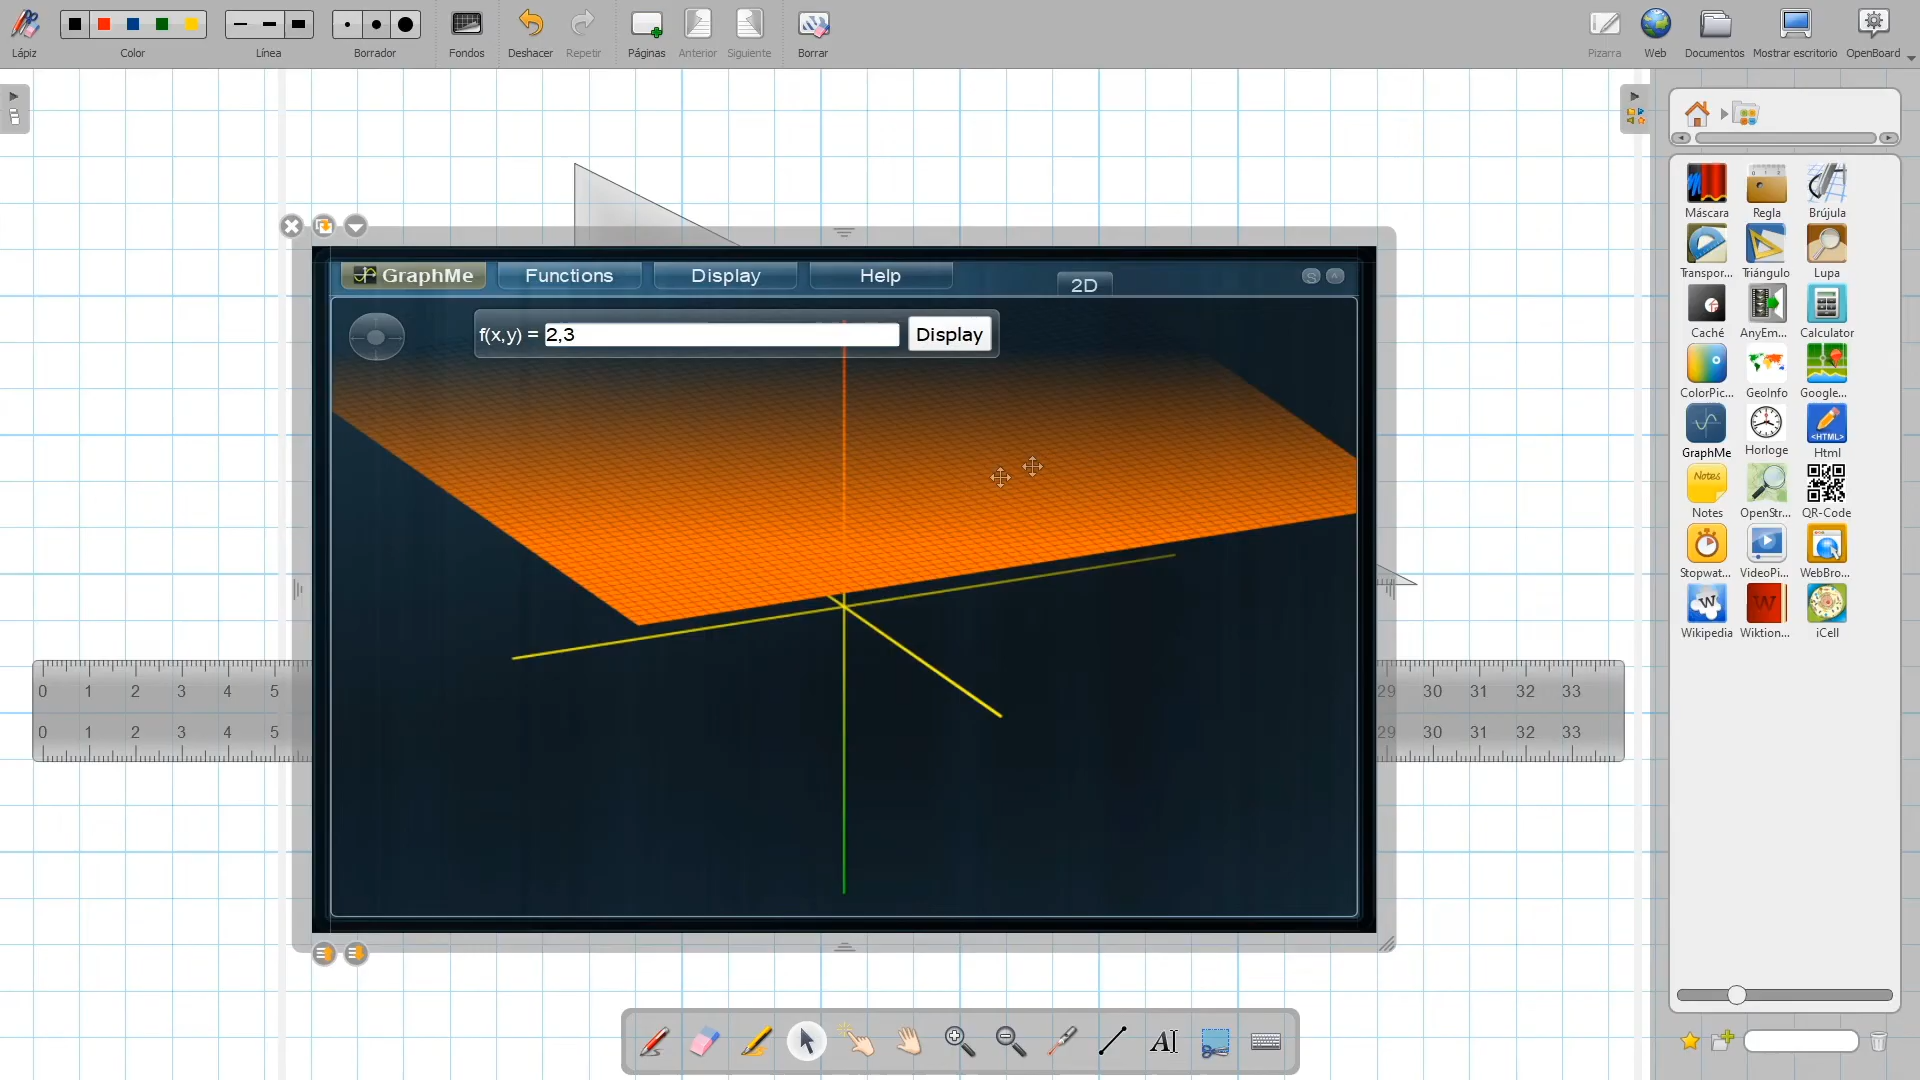 Lápiz
Color
Línea
Borrador
Fondos
Deshacer
Repetir
Páginas
Anterior
Siguiente
Borrar
Pizarra
Web
Documentos
Mostrar escritorio
OpenBoard
GraphMe
Functions
Display
Help
2D
S
f(x,y) = 2,3
Display
0 1 2 3 4 5
0 1 2 3 4 5
29 30 31 32 33
29 30 31 32 33
Máscara
Regla
Brújula
Transpor...
Triángulo
Lupa
Caché
AnyEm...
Calculator
ColorPic...
GeoInfo
Google...
GraphMe
Horloge
<HTML>
Html
Notes
Notes
OpenStr...
QR-Code
Stopwat...
VideoPi...
WebBro...
W
Wikipedia
W
Wiktion...
iCell
A